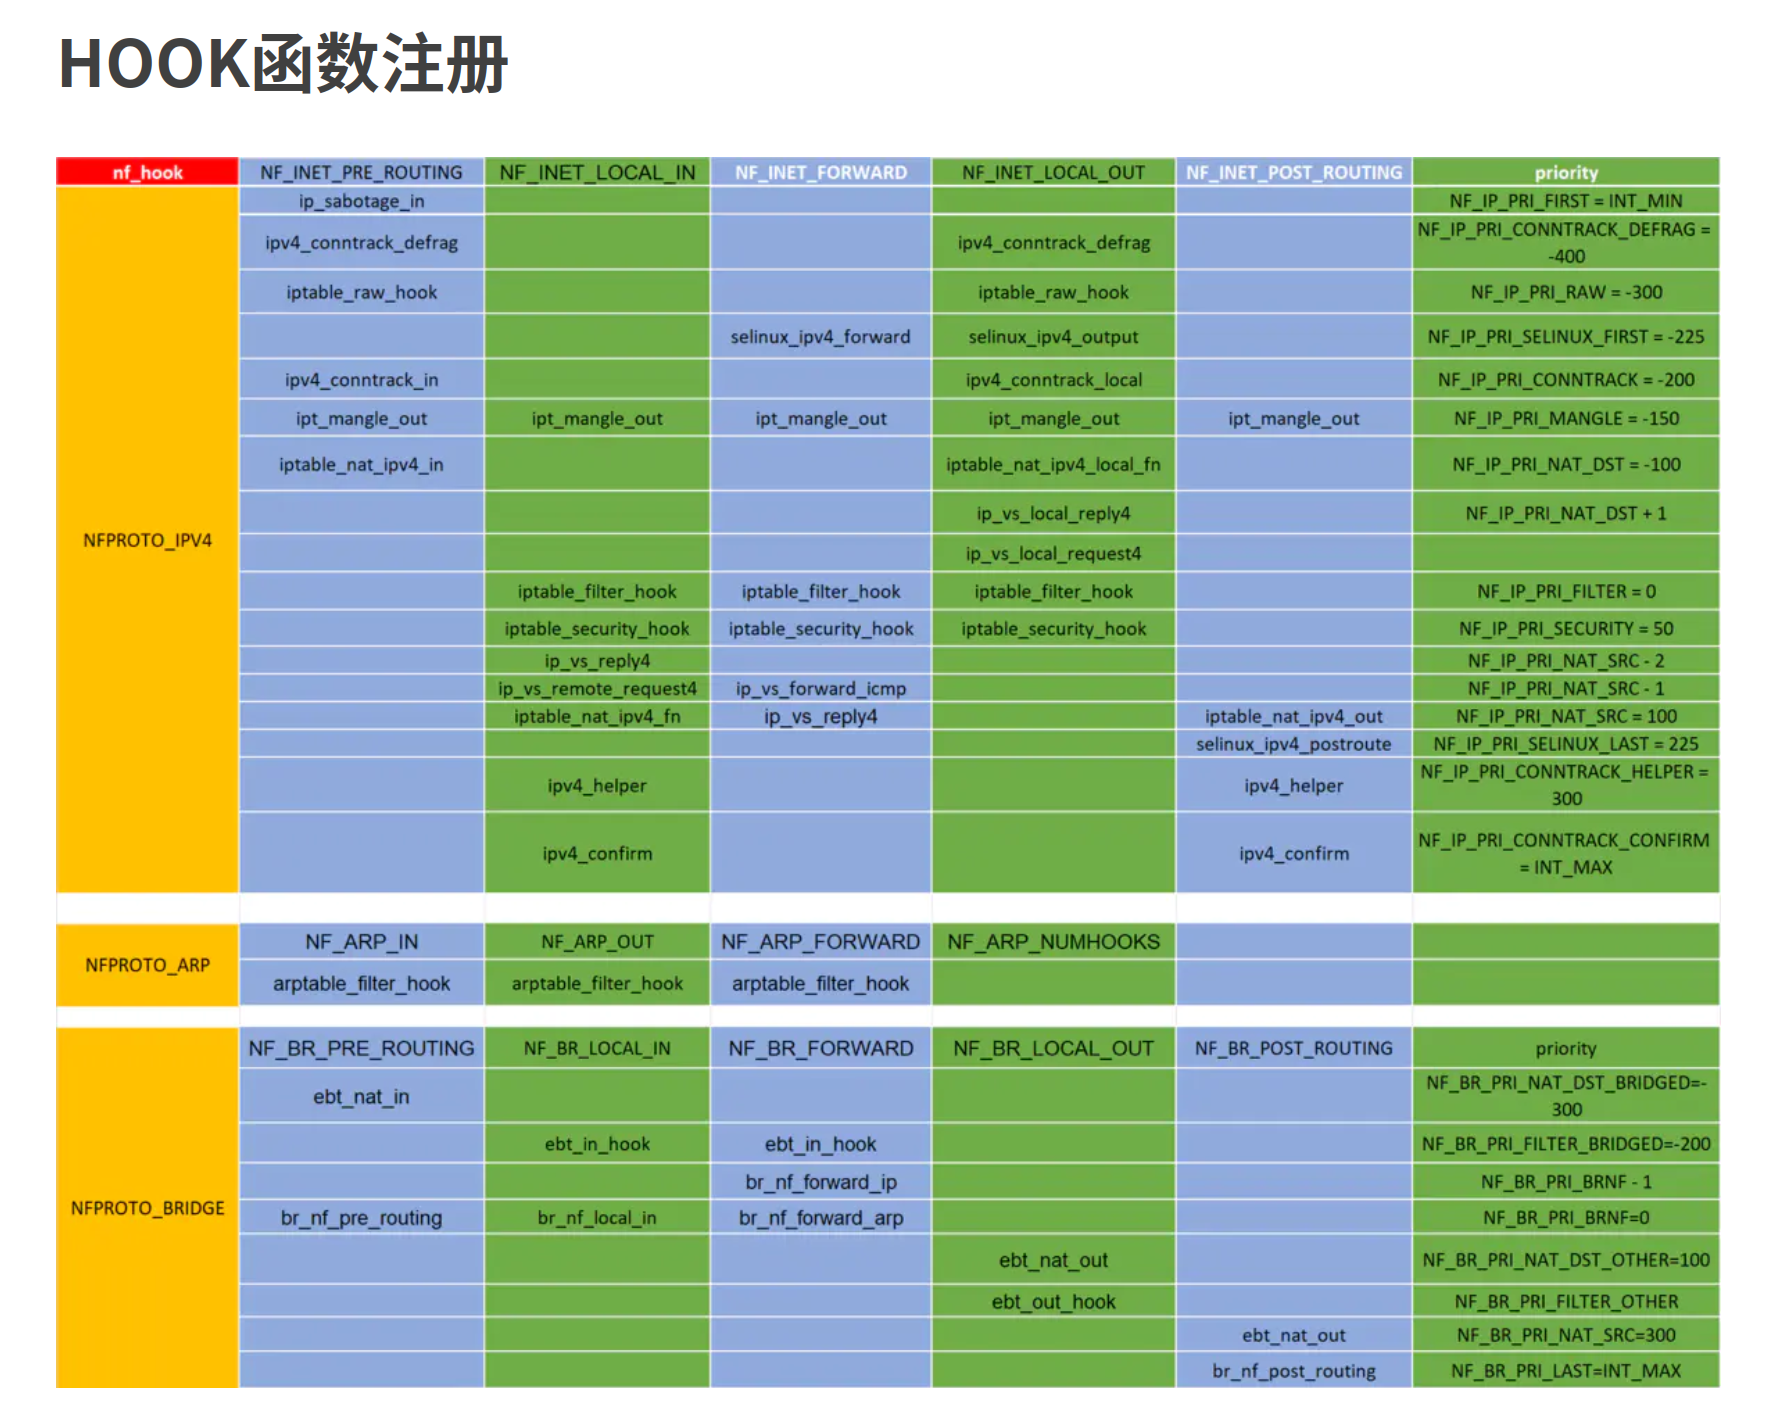 HOOK函数注册
nf_hook NF_INET_PRE_ROUTING NF_INET_LOCAL_IN NF_INET_FORWARD NF_INET_LOCAL_OUT NF_INET_POST_ROUTING priority
ip_sabotage_in NF_IP_PRI_FIRST = INT_MIN
ipv4_conntrack_defrag ipv4_conntrack_defrag NF_IP_PRI_CONNTRACK_DEFRAG =
-400
iptable_raw_hook iptable_raw_hook NF_IP_PRI_RAW = -300
selinux_ipv4_forward selinux_ipv4_output NF_IP_PRI_SELINUX_FIRST = -225
ipv4_conntrack_in ipv4_conntrack_local NF_IP_PRI_CONNTRACK = -200
ipt_mangle_out ipt_mangle_out ipt_mangle_out ipt_mangle_out ipt_mangle_out NF_IP_PRI_MANGLE = -150
iptable_nat_ipv4_in iptable_nat_ipv4_local_fn NF_IP_PRI_NAT_DST = -100
ip_vs_local_reply4 NF_IP_PRI_NAT_DST + 1
NFPROTO_IPV4
ip_vs_local_request4
iptable_filter_hook iptable_filter_hook iptable_filter_hook NF_IP_PRI_FILTER = 0
iptable_security_hook iptable_security_hook iptable_security_hook NF_IP_PRI_SECURITY = 50
ip_vs_reply4 NF_IP_PRI_NAT_SRC - 2
ip_vs_remote_request4 ip_vs_forward_icmp NF_IP_PRI_NAT_SRC - 1
iptable_nat_ipv4_fn ip_vs_reply4 iptable_nat_ipv4_out NF_IP_PRI_NAT_SRC = 100
selinux_ipv4_postroute NF_IP_PRI_SELINUX_LAST = 225
ipv4_helper ipv4_helper NF_IP_PRI_CONNTRACK_HELPER =
300
ipv4_confirm ipv4_confirm NF_IP_PRI_CONNTRACK_CONFIRM
= INT_MAX
NFPROTO_ARP
NF_ARP_IN NF_ARP_OUT NF_ARP_FORWARD NF_ARP_NUMHOOKS
arptable_filter_hook arptable_filter_hook arptable_filter_hook
NF_BR_PRE_ROUTING NF_BR_LOCAL_IN NF_BR_FORWARD NF_BR_LOCAL_OUT NF_BR_POST_ROUTING priority
ebt_nat_in NF_BR_PRI_NAT_DST_BRIDGED=-
300
ebt_in_hook ebt_in_hook NF_BR_PRI_FILTER_BRIDGED=-200
br_nf_forward_ip NF_BR_PRI_BRNF - 1
NFPROTO_BRIDGE
br_nf_pre_routing br_nf_local_in br_nf_forward_arp NF_BR_PRI_BRNF=0
ebt_nat_out NF_BR_PRI_NAT_DST_OTHER=100
ebt_out_hook NF_BR_PRI_FILTER_OTHER
ebt_nat_out NF_BR_PRI_NAT_SRC=300
br_nf_post_routing NF_BR_PRI_LAST=INT_MAX